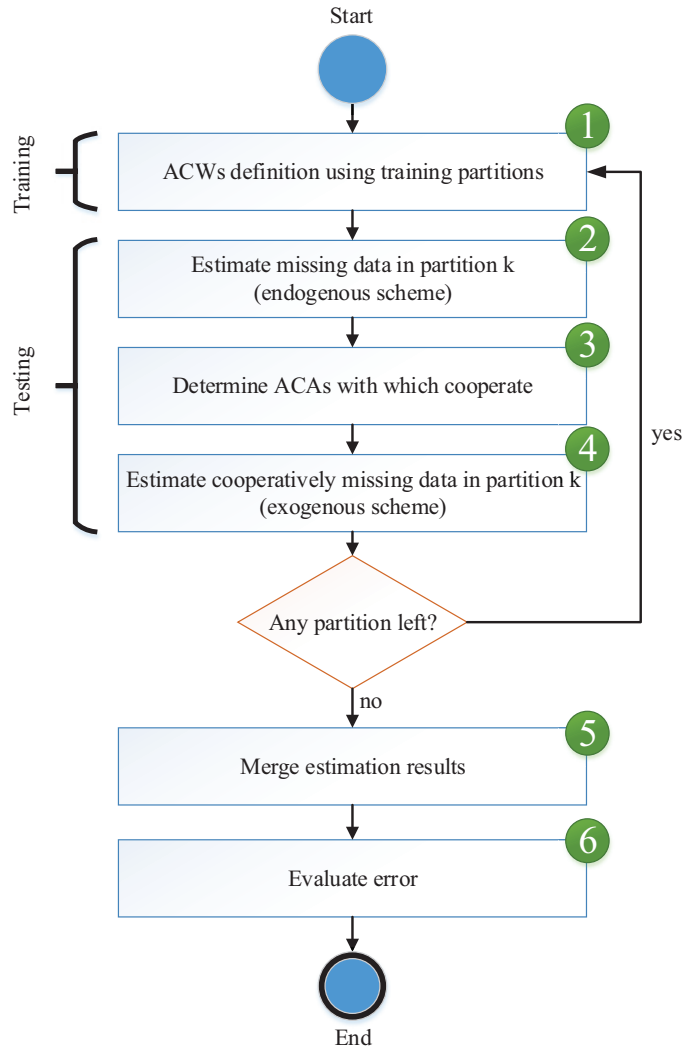 Start
1
Training
ACWs definition using training partitions
2
Estimate missing data in partition k
(endogenous scheme)
3
Testing
Determine ACAs with which cooperate
4
yes
Estimate cooperatively missing data in partition k
(exogenous scheme)
Any partition left?
no
5
Merge estimation results
6
Evaluate error
End